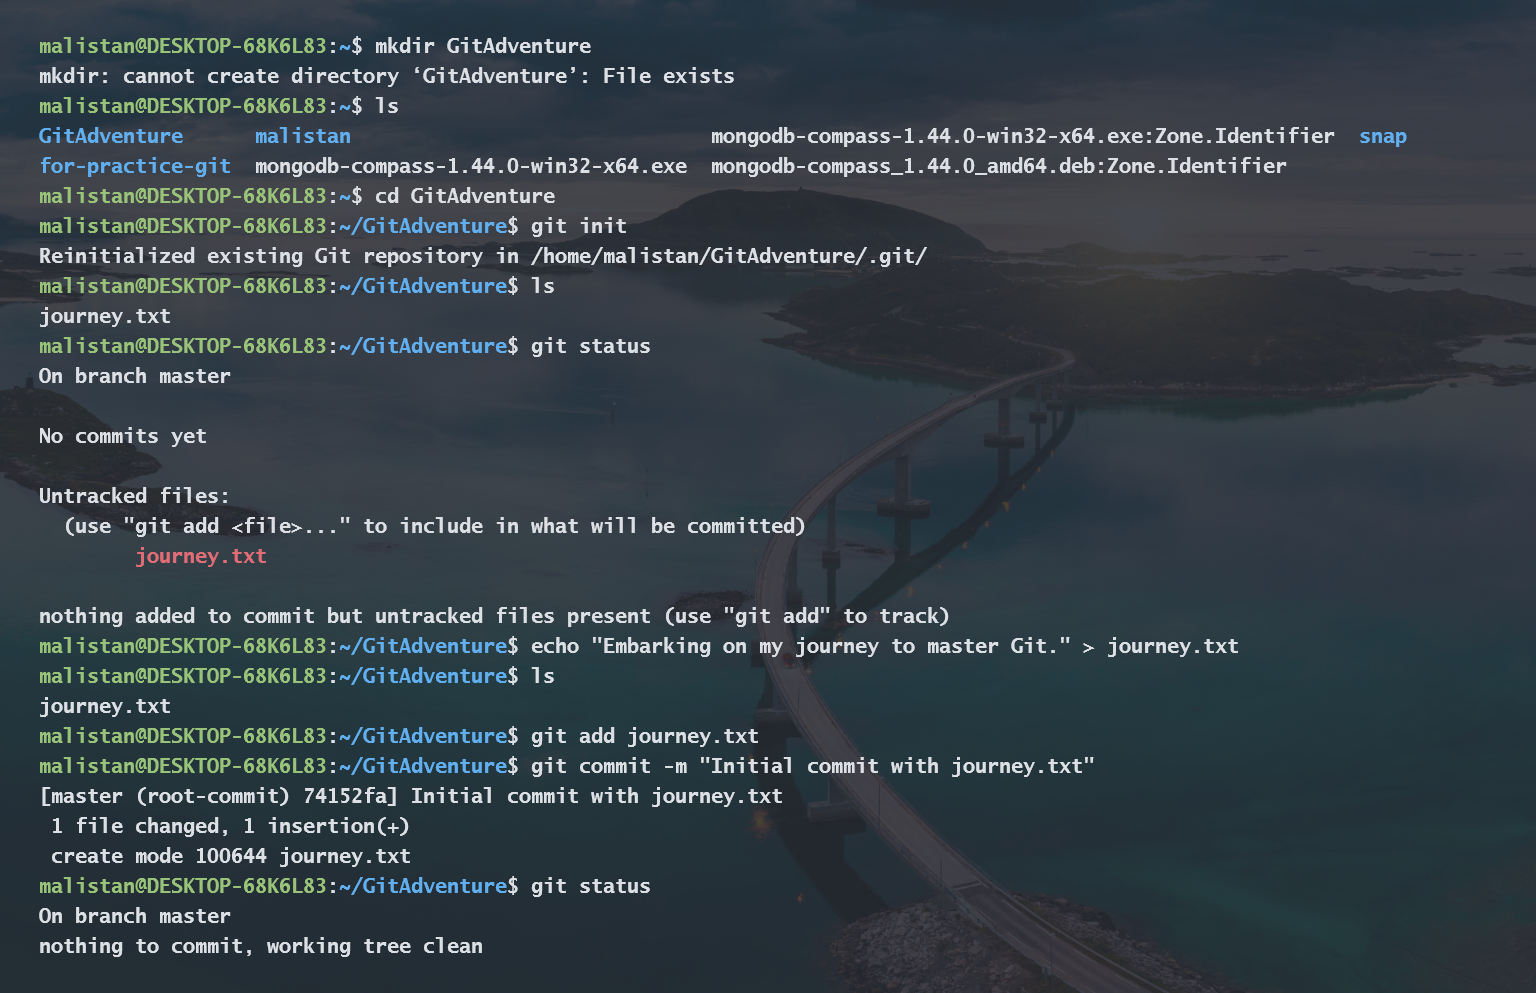 malistan@DESKTOP-68K6L83:~$ mkdir GitAdventure
mkdir: cannot create directory ‘GitAdventure’: File exists
malistan@DESKTOP-68K6L83:~$ ls
GitAdventure      malistan                              mongodb-compass-1.44.0-win32-x64.exe:Zone.Identifier  snap
for-practice-git  mongodb-compass-1.44.0-win32-x64.exe  mongodb-compass_1.44.0_amd64.deb:Zone.Identifier
malistan@DESKTOP-68K6L83:~$ cd GitAdventure
malistan@DESKTOP-68K6L83:~/GitAdventure$ git init
Reinitialized existing Git repository in /home/malistan/GitAdventure/.git/
malistan@DESKTOP-68K6L83:~/GitAdventure$ ls
journey.txt
malistan@DESKTOP-68K6L83:~/GitAdventure$ git status
On branch master

No commits yet

Untracked files:
  (use "git add <file>..." to include in what will be committed)
        journey.txt

nothing added to commit but untracked files present (use "git add" to track)
malistan@DESKTOP-68K6L83:~/GitAdventure$ echo "Embarking on my journey to master Git." > journey.txt
malistan@DESKTOP-68K6L83:~/GitAdventure$ ls
journey.txt
malistan@DESKTOP-68K6L83:~/GitAdventure$ git add journey.txt
malistan@DESKTOP-68K6L83:~/GitAdventure$ git commit -m "Initial commit with journey.txt"
[master (root-commit) 74152fa] Initial commit with journey.txt
 1 file changed, 1 insertion(+)
 create mode 100644 journey.txt
malistan@DESKTOP-68K6L83:~/GitAdventure$ git status
On branch master
nothing to commit, working tree clean